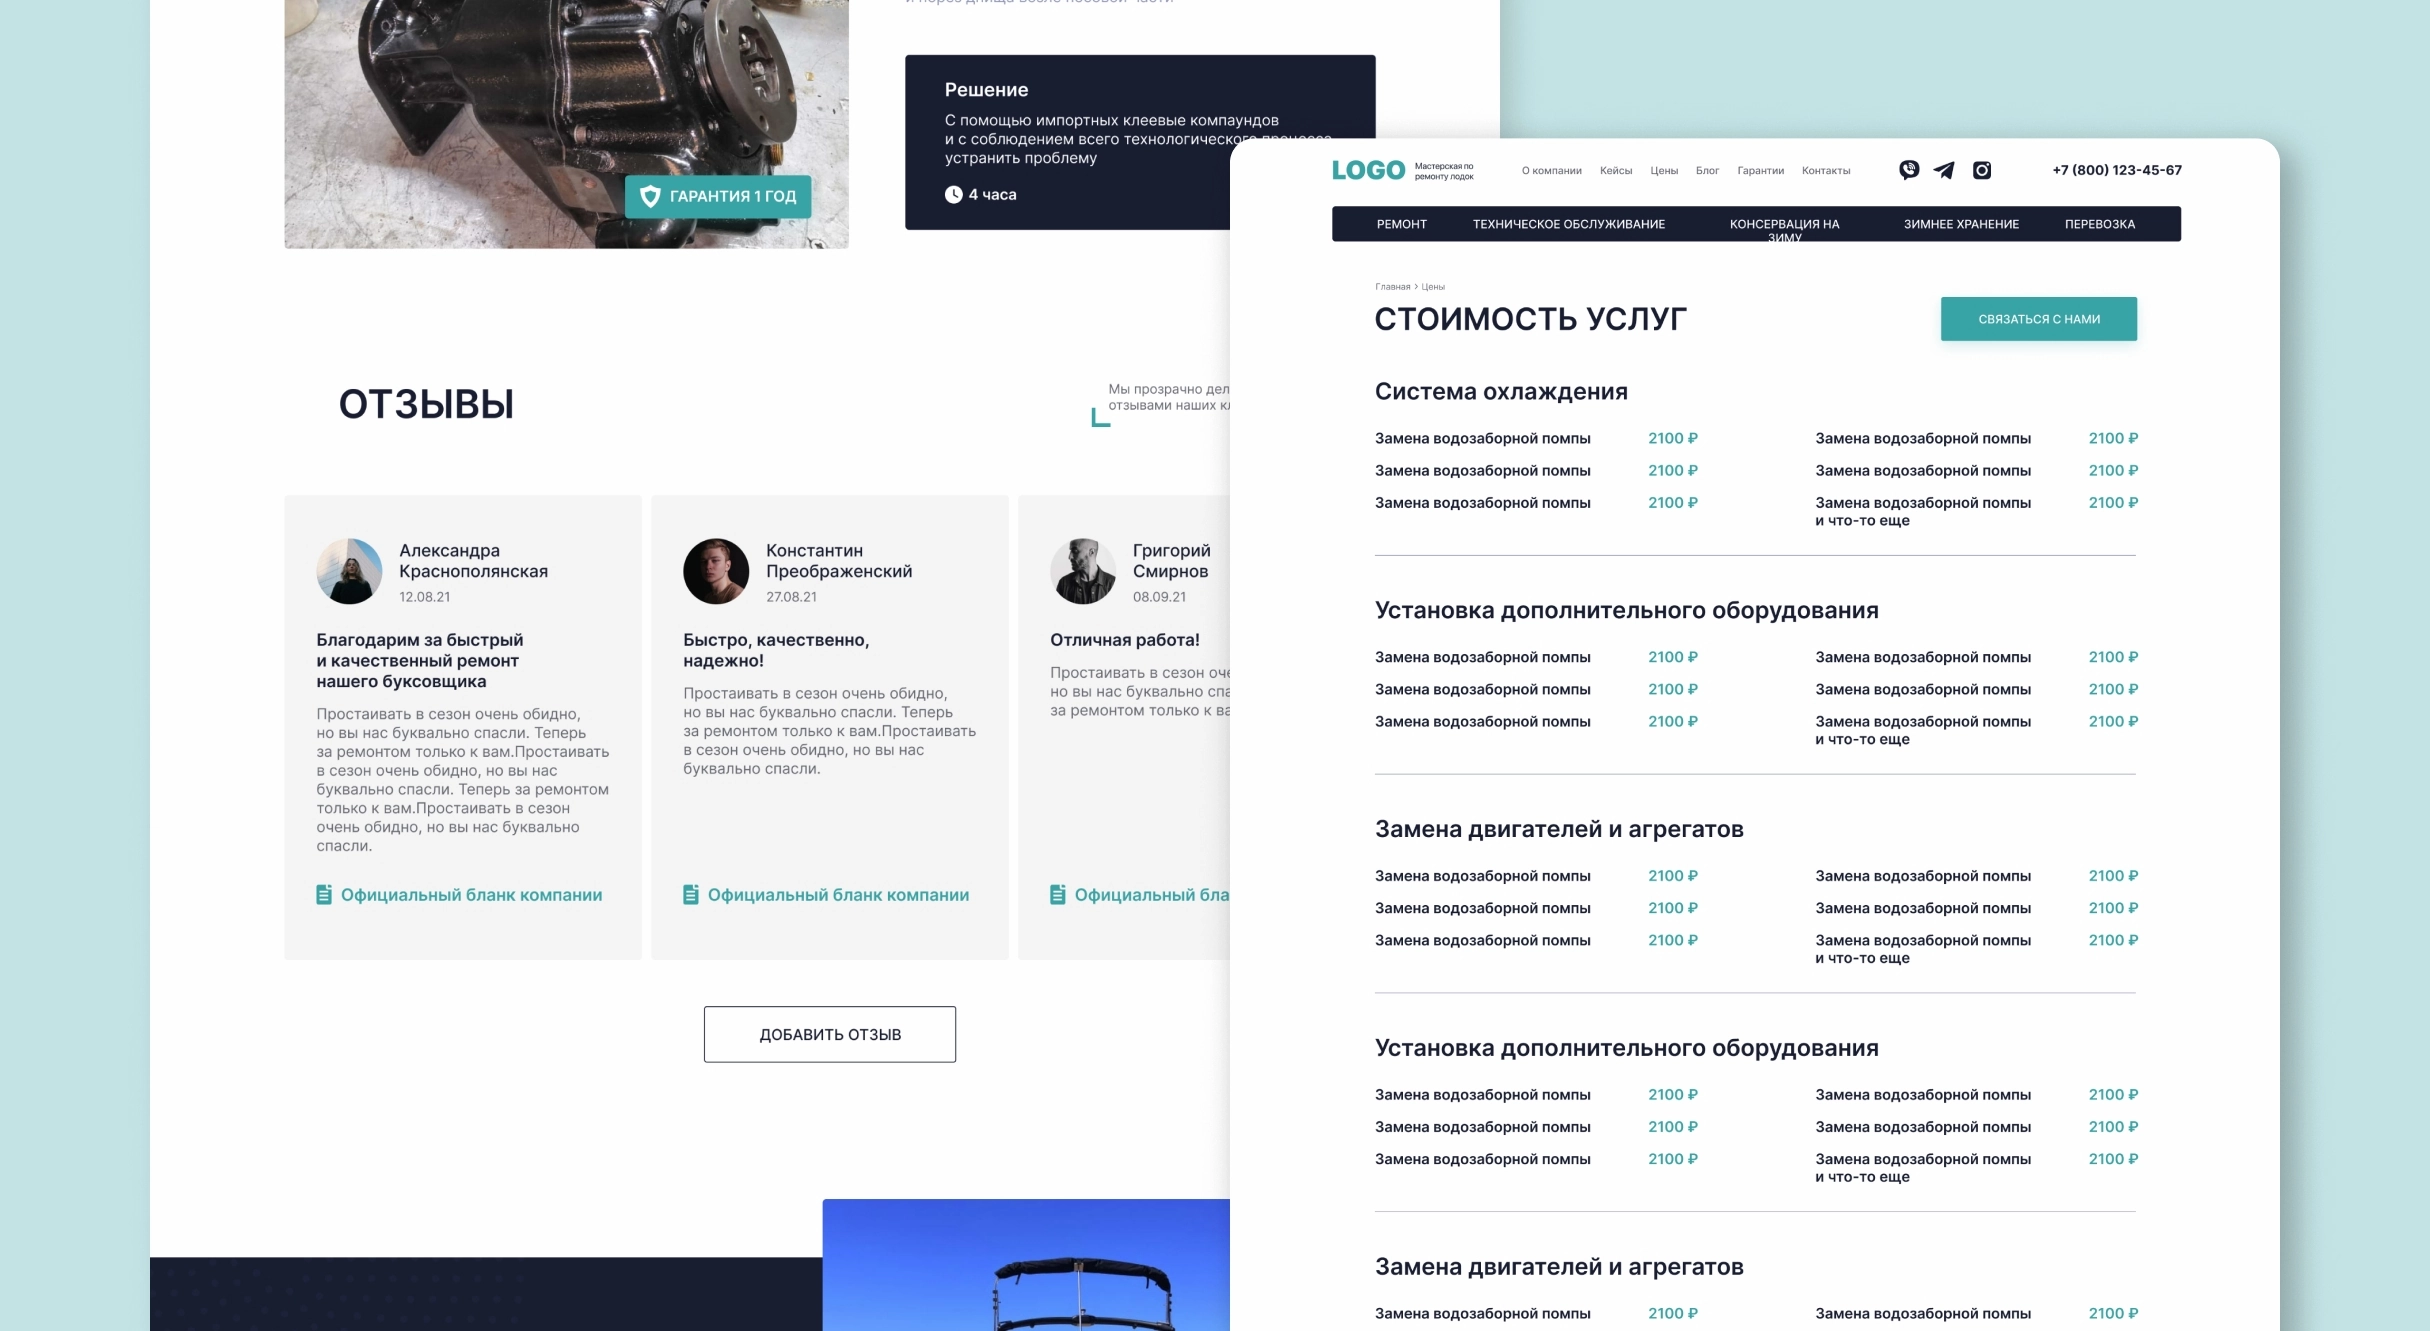 Решение
С помощью импортных клеевые компаундов
и с соблюдением всего технологического процесса
устранить проблему
4 часа
ГАРАНТИЯ 1 ГОД
ОТЗЫВЫ
Мы прозрачно дел
отзывами наших кл
Александра
Краснополянская
12.08.21
Благодарим за быстрый
и качественный ремонт
нашего буксовщика
Простаивать в сезон очень обидно,
но вы нас буквально спасли. Теперь
за ремонтом только к вам.Простаивать
в сезон очень обидно, но вы нас
буквально спасли. Теперь за ремонтом
только к вам.Простаивать в сезон
очень обидно, но вы нас буквально
спасли.
Официальный бланк компании
Константин
Преображенский
27.08.21
Быстро, качественно,
надежно!
Простаивать в сезон очень обидно,
но вы нас буквально спасли. Теперь
за ремонтом только к вам.Простаивать
в сезон очень обидно, но вы нас
буквально спасли.
Официальный бланк компании
Григорий
Смирнов
08.09.21
Отличная работа!
Простаивать в сезон оче
но вы нас буквально спа
за ремонтом только к ва
Официальный бла
ДОБАВИТЬ ОТЗЫВ
LOGO
Мастерская по
ремонту лодок
О компании Кейсы Цены Блог Гарантии Контакты
+7 (800) 123-45-67
РЕМОНТ ТЕХНИЧЕСКОЕ ОБСЛУЖИВАНИЕ КОНСЕРВАЦИЯ НА ЗИМНЕЕ ХРАНЕНИЕ ПЕРЕВОЗКА
ЗИМУ
Главная > Цены
СТОИМОСТЬ УСЛУГ
СВЯЗАТЬСЯ С НАМИ
Система охлаждения
Замена водозаборной помпы 2100 ₽ Замена водозаборной помпы 2100 ₽
Замена водозаборной помпы 2100 ₽ Замена водозаборной помпы 2100 ₽
Замена водозаборной помпы 2100 ₽ Замена водозаборной помпы 2100 ₽
и что-то еще
Установка дополнительного оборудования
Замена водозаборной помпы 2100 ₽ Замена водозаборной помпы 2100 ₽
Замена водозаборной помпы 2100 ₽ Замена водозаборной помпы 2100 ₽
Замена водозаборной помпы 2100 ₽ Замена водозаборной помпы 2100 ₽
и что-то еще
Замена двигателей и агрегатов
Замена водозаборной помпы 2100 ₽ Замена водозаборной помпы 2100 ₽
Замена водозаборной помпы 2100 ₽ Замена водозаборной помпы 2100 ₽
Замена водозаборной помпы 2100 ₽ Замена водозаборной помпы 2100 ₽
и что-то еще
Установка дополнительного оборудования
Замена водозаборной помпы 2100 ₽ Замена водозаборной помпы 2100 ₽
Замена водозаборной помпы 2100 ₽ Замена водозаборной помпы 2100 ₽
Замена водозаборной помпы 2100 ₽ Замена водозаборной помпы 2100 ₽
и что-то еще
Замена двигателей и агрегатов
Замена водозаборной помпы 2100 ₽ Замена водозаборной помпы 2100 ₽